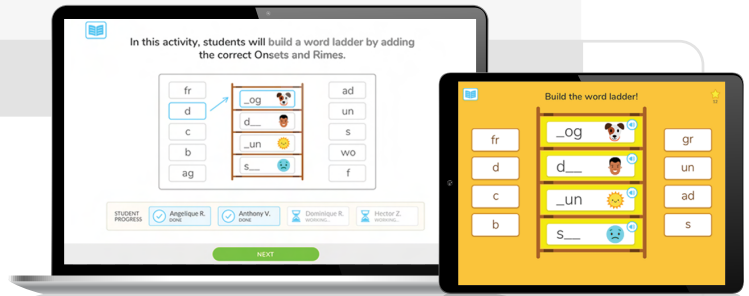 In this activity, students will build a word ladder by adding
the correct Onsets and Rimes.
fr
d
c
b
ag
_og
d__
_un
s__
ad
un
s
wo
f
STUDENT
PROGRESS
Angelique R.
DONE
Anthony V.
DONE
Dominique R.
WORKING...
Hector Z.
WORKING...
NEXT
Build the word ladder!
fr
d
c
b
_og
d__
_un
s__
gr
un
ad
s